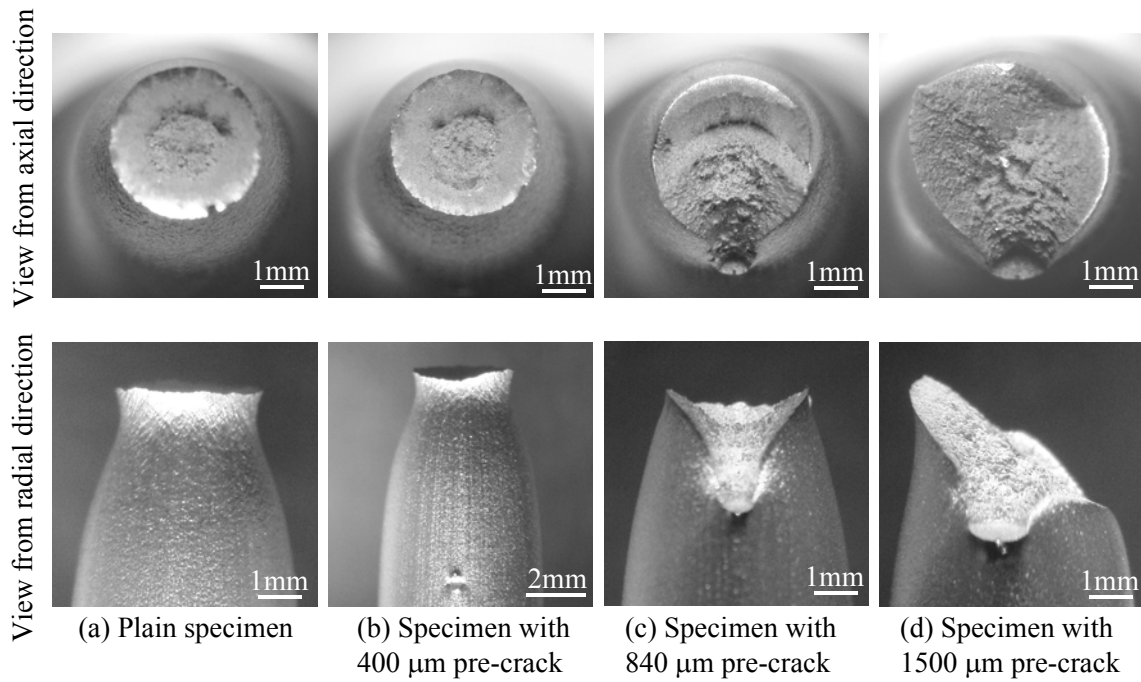 View from axial direction
1mm
1mm
1mm
1mm
View from radial direction
1mm
2mm
1mm
1mm
(a) Plain specimen
(b) Specimen with
400 μm pre-crack
(c) Specimen with
840 μm pre-crack
(d) Specimen with
1500 μm pre-crack